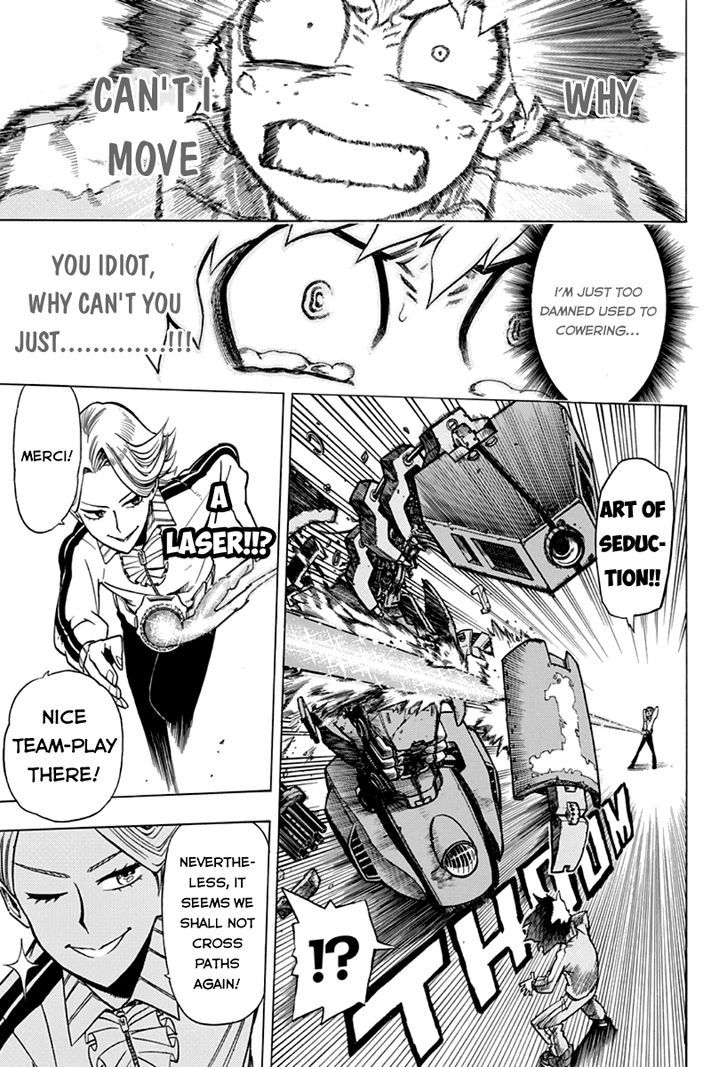 WHY
CAN'T I
MOVE
I'M JUST TOO
DAMNED USED TO
COWERING...
YOU IDIOT,
WHY CAN'T YOU
JUST..............!!!
ART OF
SEDUC-
TION!!
THOOM
!?
A
LASER!!?
MERCI!
NICE
TEAM-PLAY
THERE!
NEVERTHE-
LESS, IT
SEEMS WE
SHALL NOT
CROSS
PATHS
AGAIN!